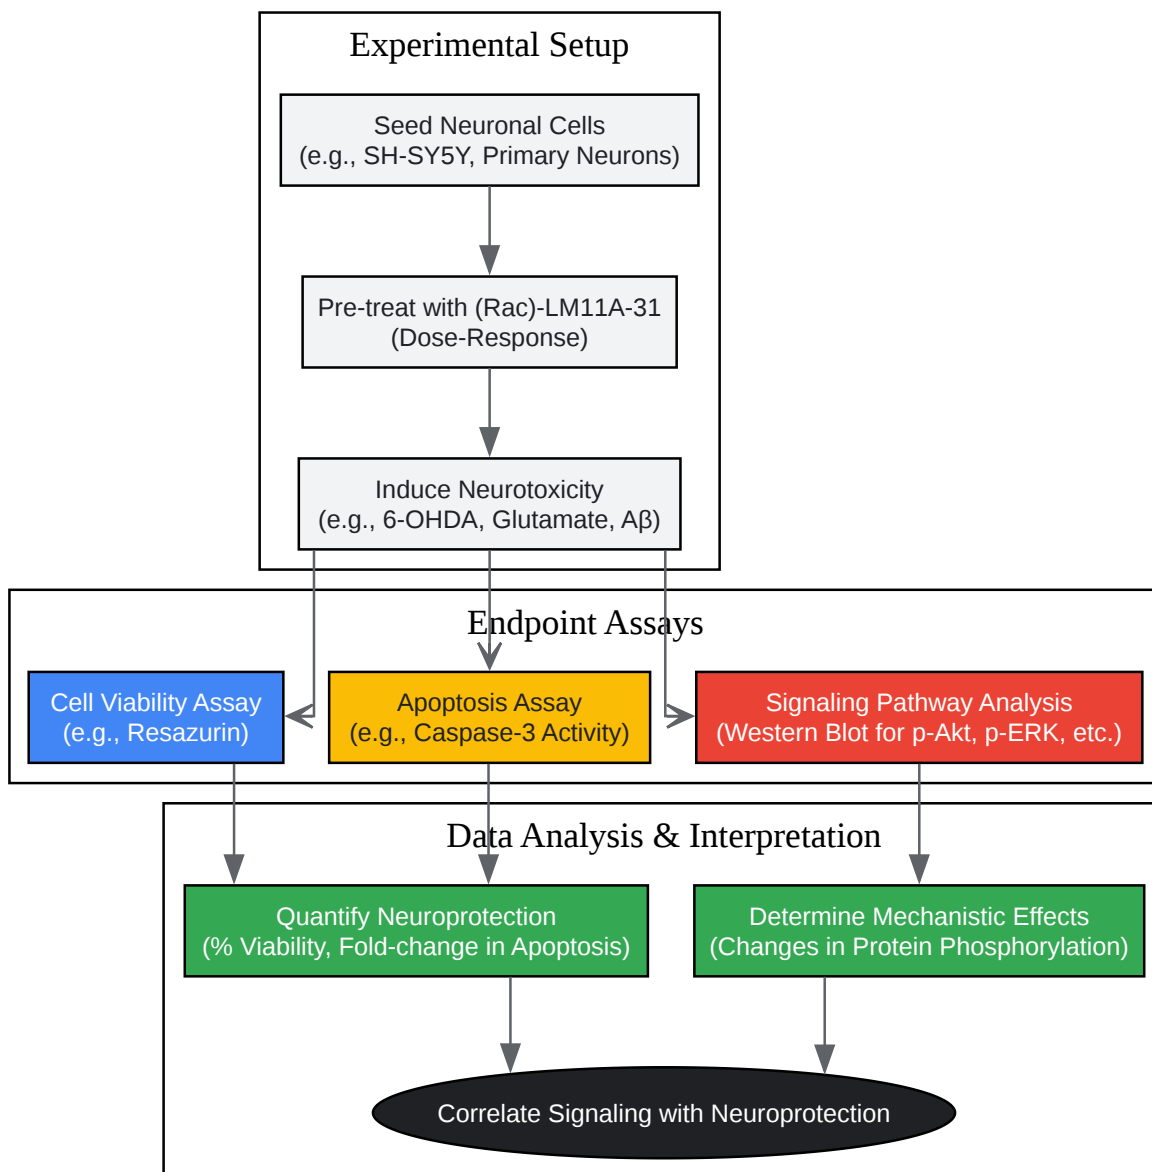 Experimental Setup
Seed Neuronal Cells
(e.g., SH-SY5Y, Primary Neurons)
Pre-treat with (Rac)-LM11A-31
(Dose-Response)
Induce Neurotoxicity
(e.g., 6-OHDA, Glutamate, Aβ)
Endpoint Assays
Cell Viability Assay
(e.g., Resazurin)
Apoptosis Assay
(e.g., Caspase-3 Activity)
Signaling Pathway Analysis
(Western Blot for p-Akt, p-ERK, etc.)
Data Analysis & Interpretation
Quantify Neuroprotection
(% Viability, Fold-change in Apoptosis)
Determine Mechanistic Effects
(Changes in Protein Phosphorylation)
Correlate Signaling with Neuroprotection